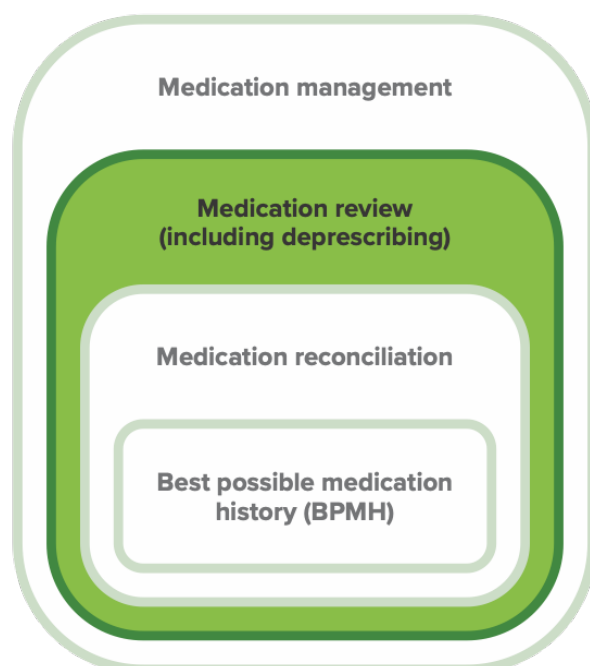 Medication management
Medication review
(including deprescribing)
Medication reconciliation
Best possible medication
history (BPMH)